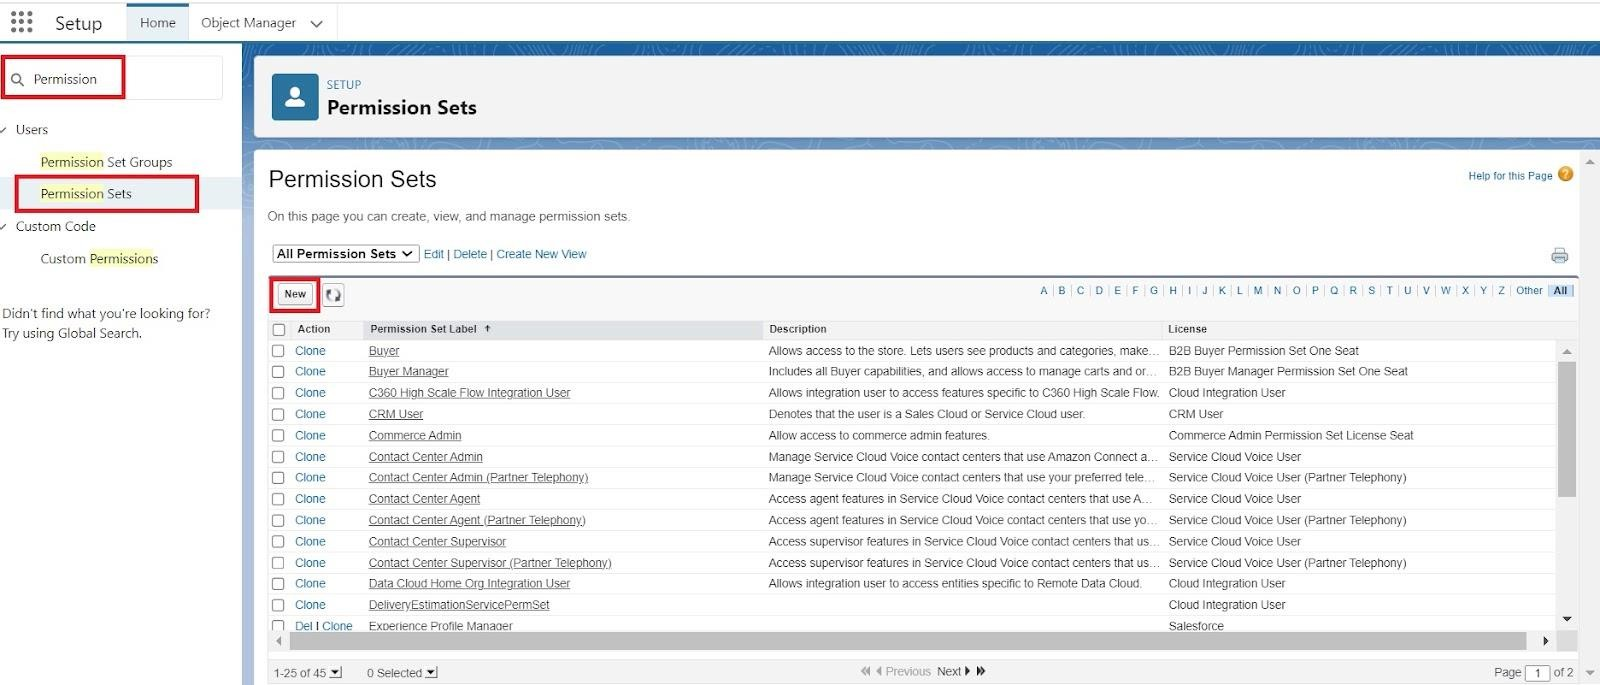 Setup Home Object Manager
Permission
Users
Permission Set Groups
Permission Sets
Custom Code
Custom Permissions
Didn't find what you're looking for?
Try using Global Search.
SETUP
Permission Sets
Permission Sets
Help for this Page ?
On this page you can create, view, and manage permission sets.
All Permission Sets Edit | Delete | Create New View
New A | B | C | D | E | F | G | H | I | J | K | L | M | N | O | P | Q | R | S | T | U | V | W | X | Y | Z | Other All
Action Permission Set Label ↑ Description License
Clone Buyer Allows access to the store. Lets users see products and categories, make... B2B Buyer Permission Set One Seat
Clone Buyer Manager Includes all Buyer capabilities, and allows access to manage carts and or... B2B Buyer Manager Permission Set One Seat
Clone C360 High Scale Flow Integration User Allows integration user to access features specific to C360 High Scale Flow. Cloud Integration User
Clone CRM User Denotes that the user is a Sales Cloud or Service Cloud user. CRM User
Clone Commerce Admin Allow access to commerce admin features. Commerce Admin Permission Set License Seat
Clone Contact Center Admin Manage Service Cloud Voice contact centers that use Amazon Connect a... Service Cloud Voice User
Clone Contact Center Admin (Partner Telephony) Manage Service Cloud Voice contact centers that use your preferred tele... Service Cloud Voice User (Partner Telephony)
Clone Contact Center Agent Access agent features in Service Cloud Voice contact centers that use A... Service Cloud Voice User
Clone Contact Center Agent (Partner Telephony) Access agent features in Service Cloud Voice contact centers that use yo... Service Cloud Voice User (Partner Telephony)
Clone Contact Center Supervisor Access supervisor features in Service Cloud Voice contact centers that us... Service Cloud Voice User
Clone Contact Center Supervisor (Partner Telephony) Access supervisor features in Service Cloud Voice contact centers that us... Service Cloud Voice User (Partner Telephony)
Clone Data Cloud Home Org Integration User Allows integration user to access entities specific to Remote Data Cloud. Cloud Integration User
Clone DeliveryEstimationServicePermSet Cloud Integration User
Del | Clone Experience Profile Manager Salesforce
1-25 of 45 0 Selected Previous Next Page 1 of 2